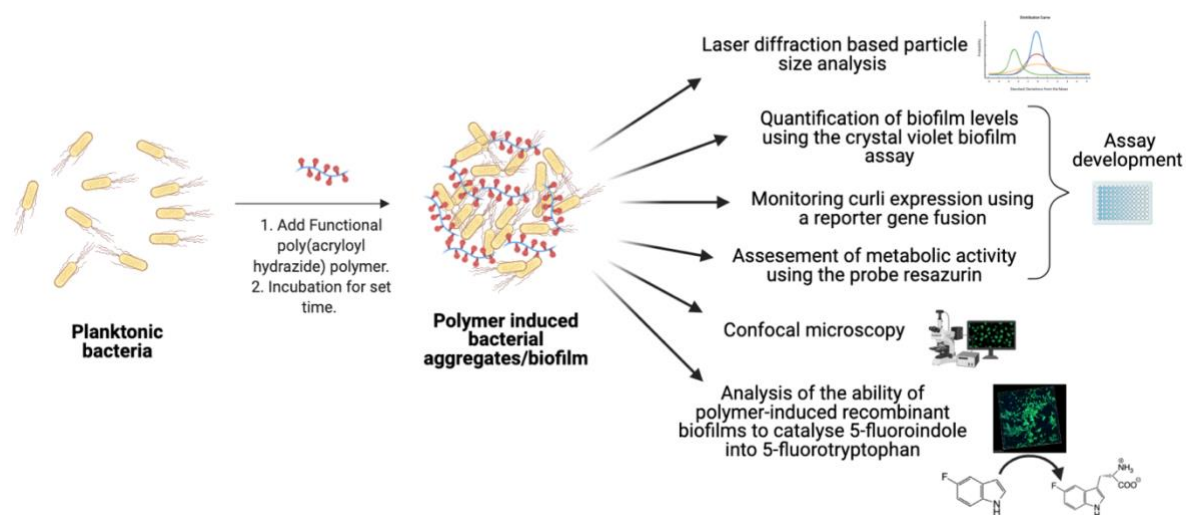 Planktonic
bacteria
1. Add Functional
poly(acryloyl
hydrazide) polymer.
2. Incubation for set
time.
Polymer induced
bacterial
aggregates/biofilm
Laser diffraction based particle
size analysis
Quantification of biofilm levels
using the crystal violet biofilm
assay
Monitoring curli expression using
a reporter gene fusion
Assesement of metabolic activity
using the probe resazurin
Assay
development
Confocal microscopy
Analysis of the ability of
polymer-induced recombinant
biofilms to catalyse 5-fluoroindole
into 5-fluorotryptophan
F
N
H
F
N
H
⊕
NH₃
COO⊖